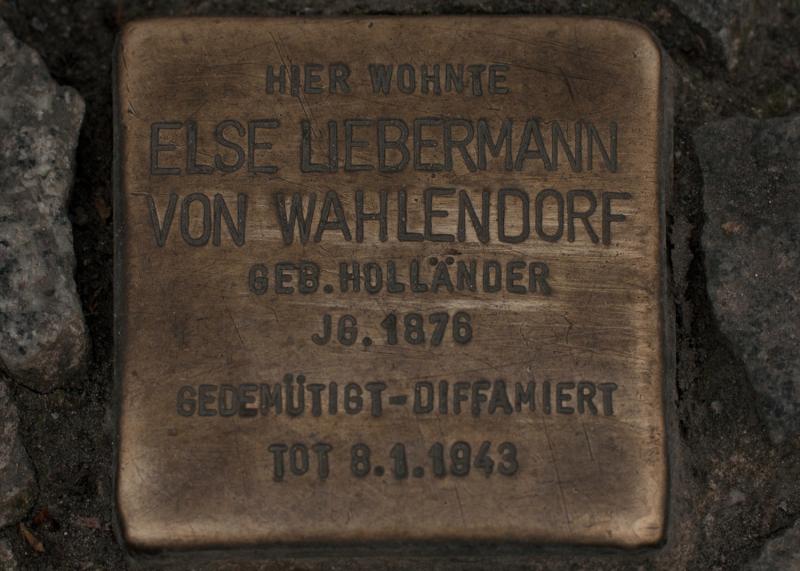 HIER WOHNTE
ELSE LIEBERMANN
VON WAHLENDORF
GEB.HOLLÄNDER
JG. 1876
GEDEMÜTIGT-DIFFAMIERT
TOT 8.1.1943